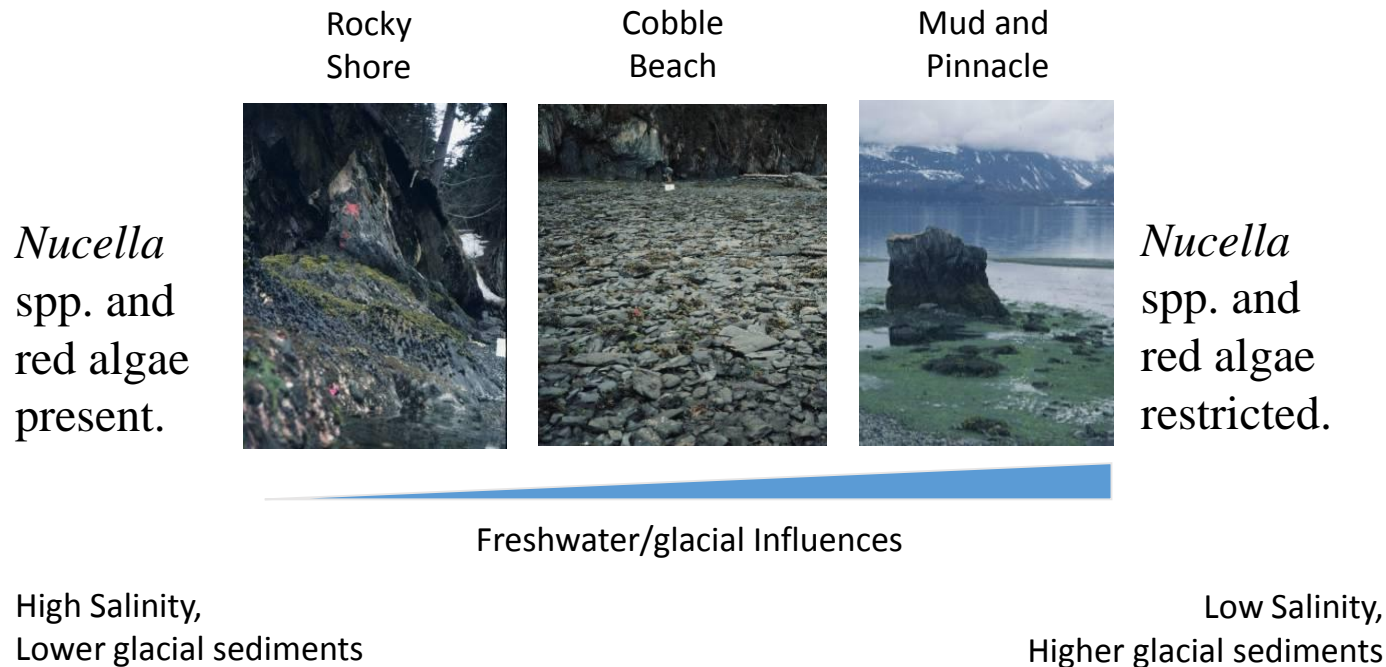 Rocky
Shore
Cobble
Beach
Mud and
Pinnacle
Nucella
spp. and
red algae
present.
Nucella
spp. and
red algae
restricted.
Freshwater/glacial Influences
High Salinity,
Lower glacial sediments
Low Salinity,
Higher glacial sediments